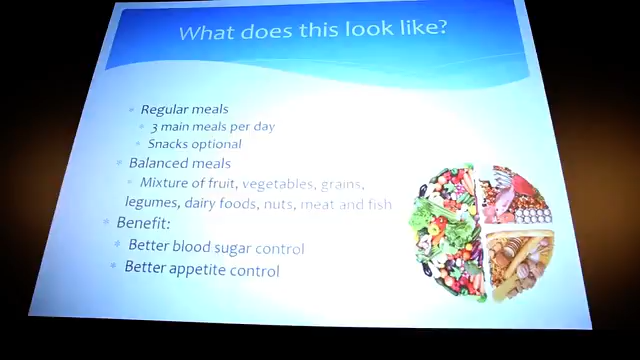 What does this look like?
Regular meals
3 main meals per day
Snacks optional
Balanced meals
Mixture of fruit, vegetables, grains,
legumes, dairy foods, nuts, meat and fish
Benefit:
Better blood sugar control
Better appetite control